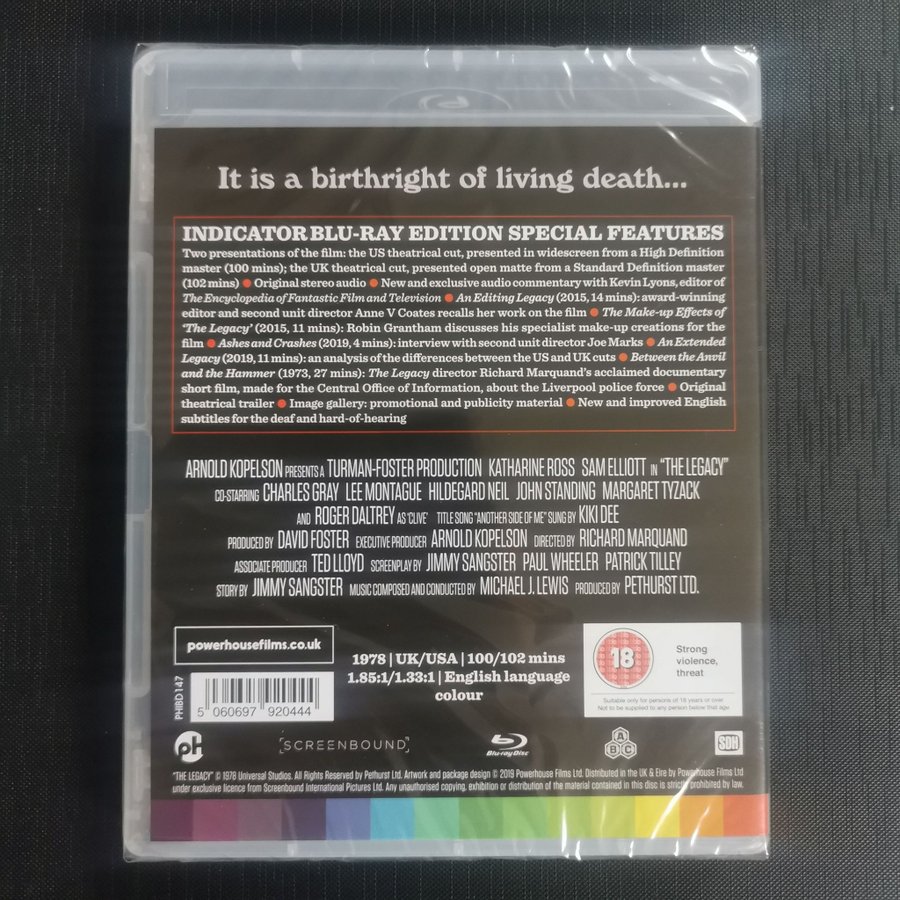 It is a birthright of living death...
INDICATOR BLU-RAY EDITION SPECIAL FEATURES
Two presentations of the film: the US theatrical cut, presented in widescreen from a High Definition
master (100 mins); the UK theatrical cut, presented open matte from a Standard Definition master
(102 mins) ● Original stereo audio ● New and exclusive audio commentary with Kevin Lyons, editor of
The Encyclopedia of Fantastic Film and Television ● An Editing Legacy (2015, 14 mins): award-winning
editor and second unit director Anne V Coates recalls her work on the film ● The Make-up Effects of
'The Legacy' (2015, 11 mins): Robin Grantham discusses his specialist make-up creations for the
film ● Ashes and Crashes (2019, 4 mins): interview with second unit director Joe Marks ● An Extended
Legacy (2019, 11 mins): an analysis of the differences between the US and UK cuts ● Between the Anvil
and the Hammer (1973, 27 mins): The Legacy director Richard Marquand's acclaimed documentary
short film, made for the Central Office of Information, about the Liverpool police force ● Original
theatrical trailer ● Image gallery: promotional and publicity material ● New and improved English
subtitles for the deaf and hard-of-hearing
ARNOLD KOPELSON PRESENTS A TURMAN-FOSTER PRODUCTION KATHARINE ROSS SAM ELLIOTT IN "THE LEGACY"
CO-STARRING CHARLES GRAY LEE MONTAGUE HILDEGARD NEIL JOHN STANDING MARGARET TYZACK
AND ROGER DALTREY AS 'CLIVE' TITLE SONG "ANOTHER SIDE OF ME" SUNG BY KIKI DEE
PRODUCED BY DAVID FOSTER EXECUTIVE PRODUCER ARNOLD KOPELSON DIRECTED BY RICHARD MARQUAND
ASSOCIATE PRODUCER TED LLOYD SCREENPLAY BY JIMMY SANGSTER PAUL WHEELER PATRICK TILLEY
STORY BY JIMMY SANGSTER MUSIC COMPOSED AND CONDUCTED BY MICHAEL J. LEWIS PRODUCED BY PETHURST LTD.
powerhousefilms.co.uk
PHIBD147
5 060697 920444
1978 | UK/USA | 100/102 mins
1.85:1/1.33:1 | English language
colour
18
Strong
violence,
threat
Suitable only for persons of 18 years or over
Not to be supplied to any person below that age
pH
[SCREENBOUND]
Blu-ray Disc
A
B C
SDH
"THE LEGACY" © 1978 Universal Studios. All Rights Reserved by Pethurst Ltd. Artwork and package design © 2019 Powerhouse Films Ltd. Distributed in the UK & Eire by Powerhouse Films Ltd
under exclusive licence from Screenbound International Pictures Ltd. Any unauthorised copying, exhibition or distribution of the material contained in this disc is strictly prohibited by law.